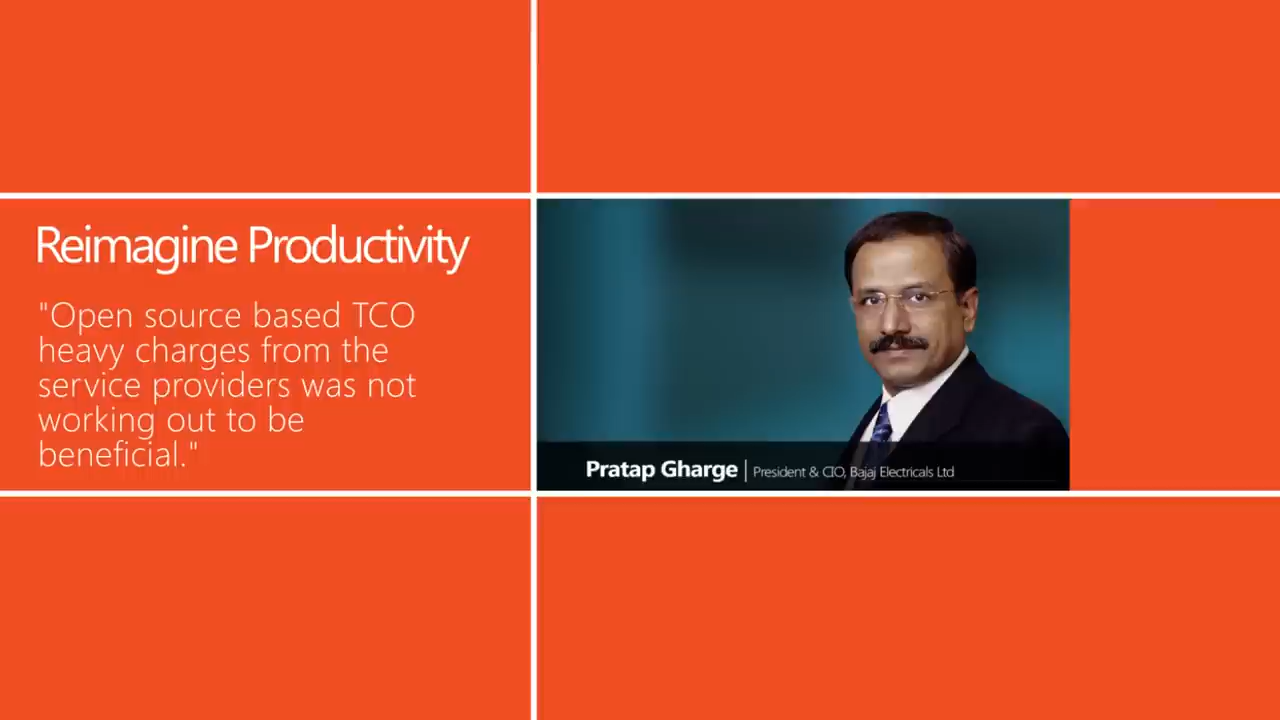 Reimagine Productivity
"Open source based TCO
heavy charges from the
service providers was not
working out to be
beneficial."
Pratap Gharge | President & CIO, Bajaj Electricals Ltd